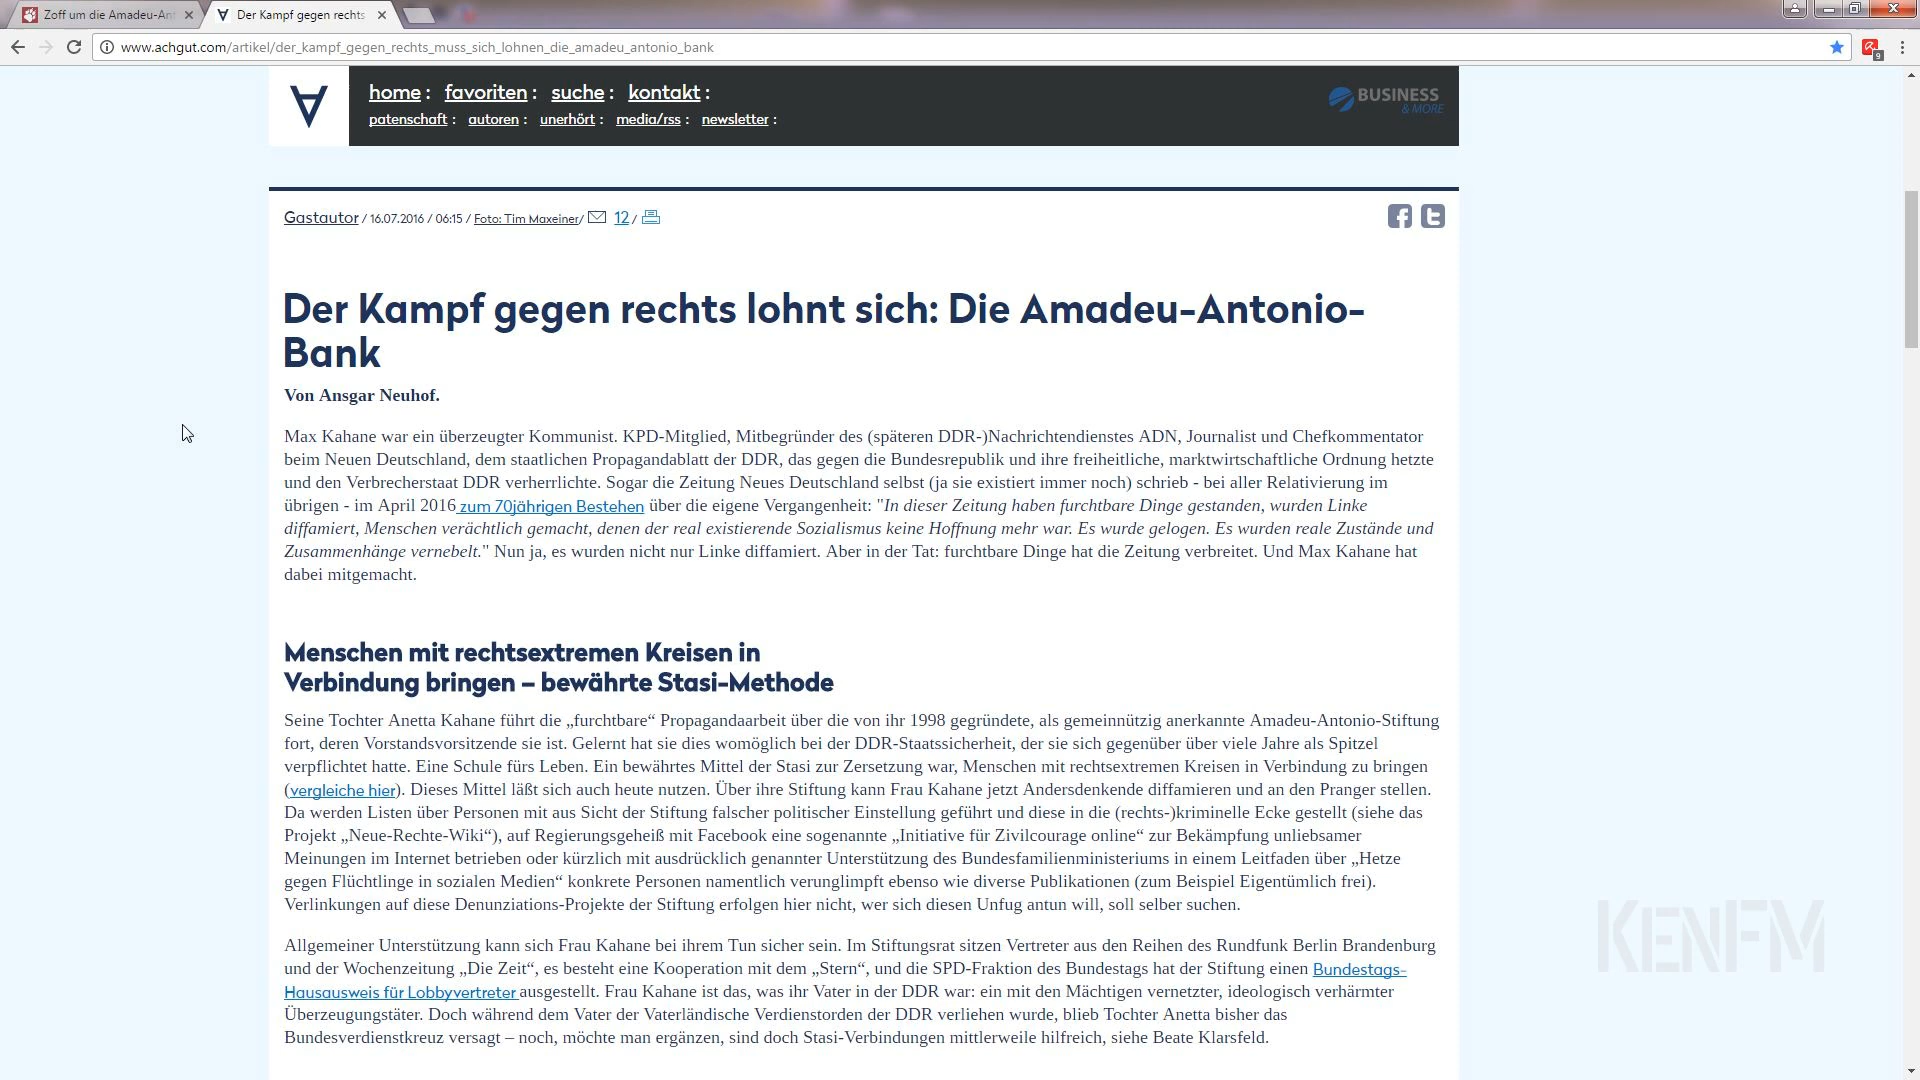 Zoff um die Amadeu-Ant
Der Kampf gegen rechts
www.achgut.com/artikel/der_kampf_gegen_rechts_muss_sich_lohnen_die_amadeu_antonio_bank
9
home : favoriten : suche : kontakt :
BUSINESS
& MORE
patenschaft : autoren : unerhört : media/rss : newsletter :
Gastautor / 16.07.2016 / 06:15 / Foto: Tim Maxeiner/ 12 /
Der Kampf gegen rechts lohnt sich: Die Amadeu-Antonio-
Bank
Von Ansgar Neuhof.
Max Kahane war ein überzeugter Kommunist. KPD-Mitglied, Mitbegründer des (späteren DDR-)Nachrichtendienstes ADN, Journalist und Chefkommentator
beim Neuen Deutschland, dem staatlichen Propagandablatt der DDR, das gegen die Bundesrepublik und ihre freiheitliche, marktwirtschaftliche Ordnung hetzte
und den Verbrecherstaat DDR verherrlichte. Sogar die Zeitung Neues Deutschland selbst (ja sie existiert immer noch) schrieb - bei aller Relativierung im
übrigen - im April 2016 zum 70jährigen Bestehen über die eigene Vergangenheit: "In dieser Zeitung haben furchtbare Dinge gestanden, wurden Linke
diffamiert, Menschen verächtlich gemacht, denen der real existierende Sozialismus keine Hoffnung mehr war. Es wurde gelogen. Es wurden reale Zustände und
Zusammenhänge vernebelt." Nun ja, es wurden nicht nur Linke diffamiert. Aber in der Tat: furchtbare Dinge hat die Zeitung verbreitet. Und Max Kahane hat
dabei mitgemacht.
Menschen mit rechtsextremen Kreisen in
Verbindung bringen – bewährte Stasi-Methode
Seine Tochter Anetta Kahane führt die „furchtbare“ Propagandaarbeit über die von ihr 1998 gegründete, als gemeinnützig anerkannte Amadeu-Antonio-Stiftung
fort, deren Vorstandsvorsitzende sie ist. Gelernt hat sie dies womöglich bei der DDR-Staatssicherheit, der sie sich gegenüber über viele Jahre als Spitzel
verpflichtet hatte. Eine Schule fürs Leben. Ein bewährtes Mittel der Stasi zur Zersetzung war, Menschen mit rechtsextremen Kreisen in Verbindung zu bringen
(vergleiche hier). Dieses Mittel läßt sich auch heute nutzen. Über ihre Stiftung kann Frau Kahane jetzt Andersdenkende diffamieren und an den Pranger stellen.
Da werden Listen über Personen mit aus Sicht der Stiftung falscher politischer Einstellung geführt und diese in die (rechts-)kriminelle Ecke gestellt (siehe das
Projekt „Neue-Rechte-Wiki“), auf Regierungsgeheiß mit Facebook eine sogenannte „Initiative für Zivilcourage online“ zur Bekämpfung unliebsamer
Meinungen im Internet betrieben oder kürzlich mit ausdrücklich genannter Unterstützung des Bundesfamilienministeriums in einem Leitfaden über „Hetze
gegen Flüchtlinge in sozialen Medien“ konkrete Personen namentlich verunglimpft ebenso wie diverse Publikationen (zum Beispiel Eigentümlich frei).
Verlinkungen auf diese Denunziations-Projekte der Stiftung erfolgen hier nicht, wer sich diesen Unfug antun will, soll selber suchen.
Allgemeiner Unterstützung kann sich Frau Kahane bei ihrem Tun sicher sein. Im Stiftungsrat sitzen Vertreter aus den Reihen des Rundfunk Berlin Brandenburg
und der Wochenzeitung „Die Zeit“, es besteht eine Kooperation mit dem „Stern“, und die SPD-Fraktion des Bundestags hat der Stiftung einen Bundestags-
Hausausweis für Lobbyvertreter ausgestellt. Frau Kahane ist das, was ihr Vater in der DDR war: ein mit den Mächtigen vernetzter, ideologisch verhärmter
Überzeugungstäter. Doch während dem Vater der Vaterländische Verdienstorden der DDR verliehen wurde, blieb Tochter Anetta bisher das
Bundesverdienstkreuz versagt – noch, möchte man ergänzen, sind doch Stasi-Verbindungen mittlerweile hilfreich, siehe Beate Klarsfeld.
KENFM